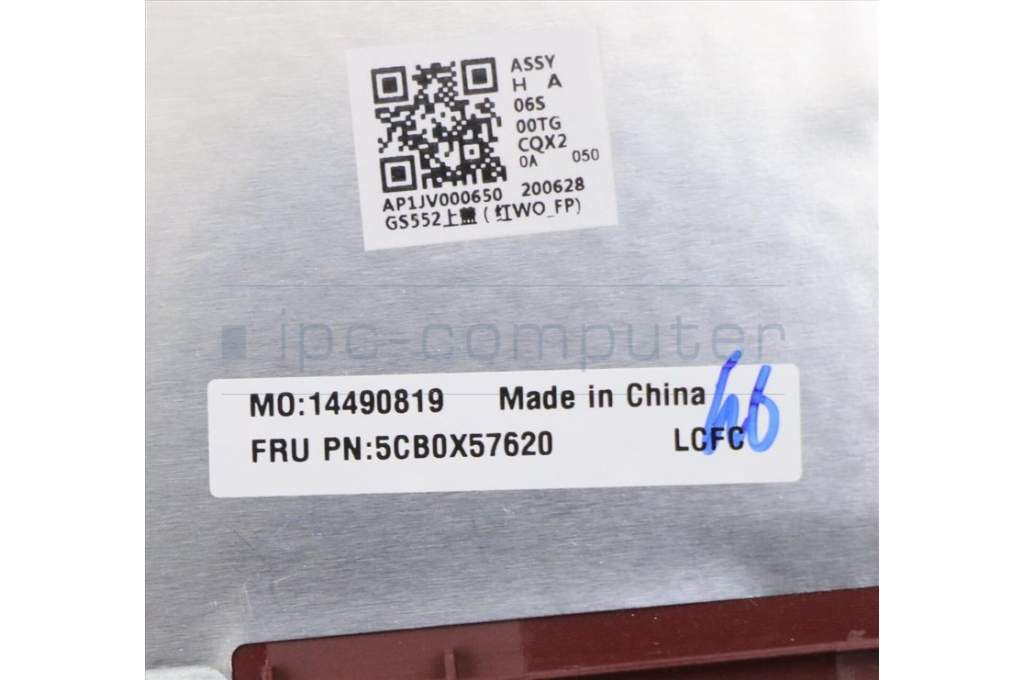 ASSY
H A
06S
00TG
CQX2
0A 050
AP1JV000650 200628
GS552上盖(红WO_FP)
ipc-computer
MO:14490819 Made in China
FRU PN:5CB0X57620 LCFC